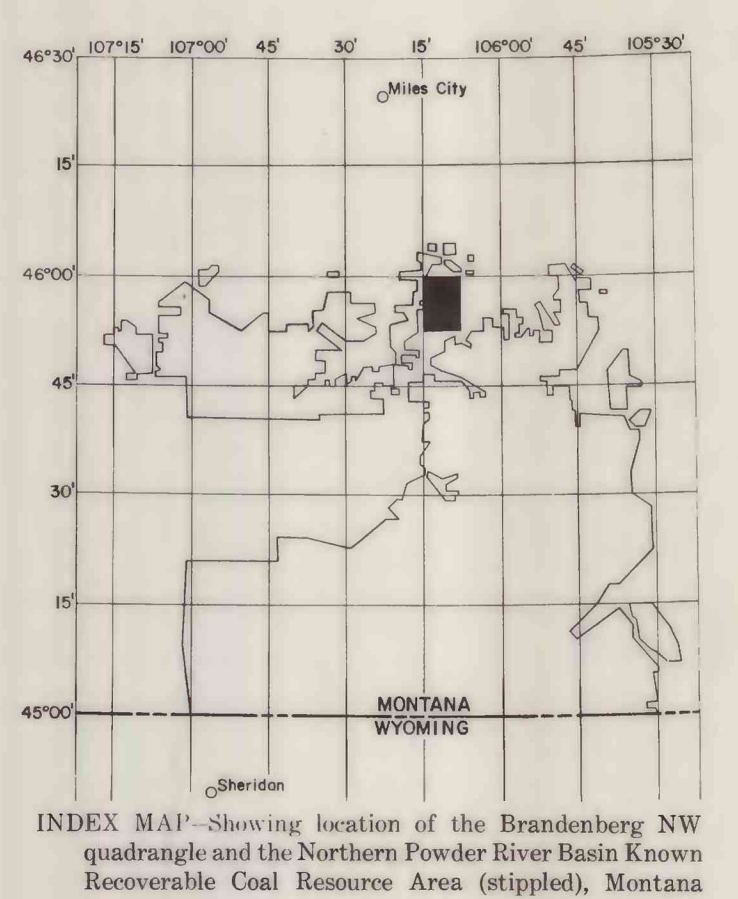 107°15' 107°00' 45' 30' 15' 106°00' 45' 105°30'
46°30'
Miles City
15'
46°00'
45'
30'
15'
45°00'
MONTANA
WYOMING
Sheridan
INDEX MAP—Showing location of the Brandenberg NW
quadrangle and the Northern Powder River Basin Known
Recoverable Coal Resource Area (stippled), Montana